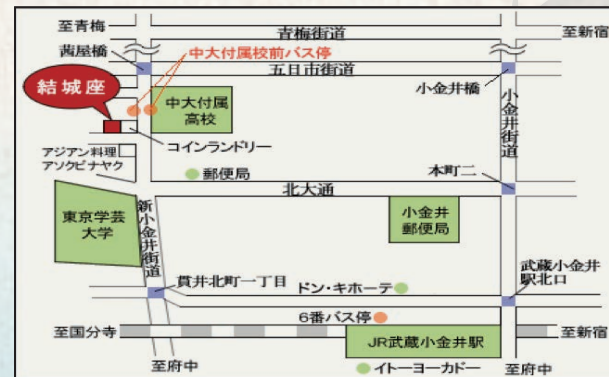 至青梅
青梅街道
至新宿
茜屋橋
中大付属校前バス停
五日市街道
結城座
中大付属
高校
小金井橋
小金井街道
コインランドリー
アジアン料理
アソクビナヤク
郵便局
本町二
北大通
東京学芸
大学
新小金井街道
小金井
郵便局
貫井北町一丁目
ドン・キホーテ
武蔵小金井
駅北口
6番バス停
至国分寺
JR武蔵小金井駅
至新宿
至府中
イトーヨーカドー
至府中